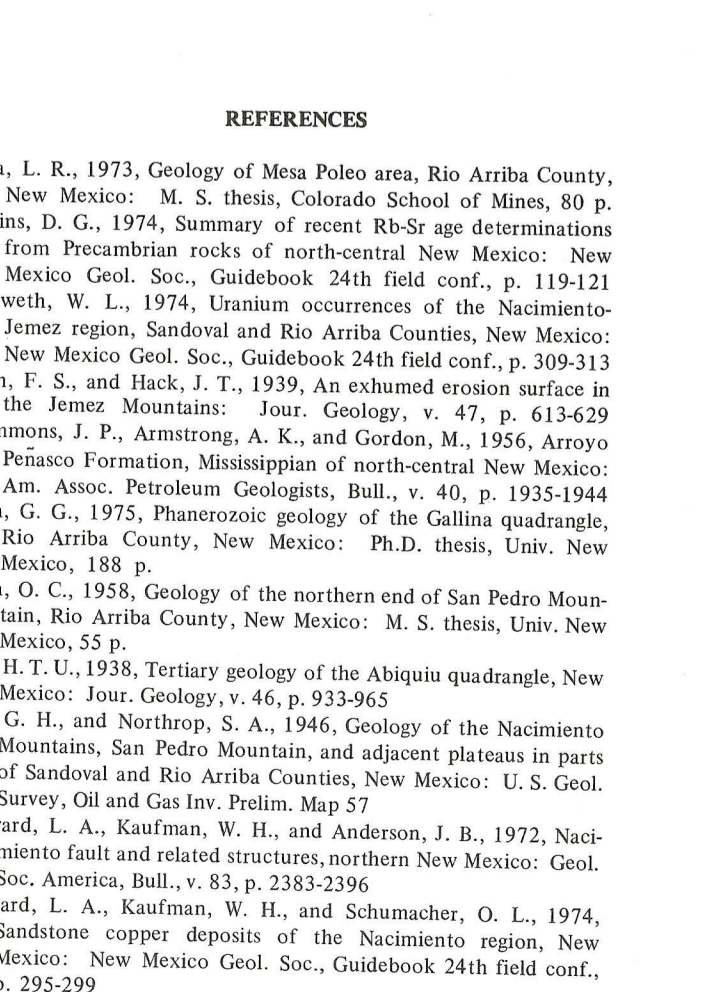 REFERENCES
L. R., 1973, Geology of Mesa Poleo area, Rio Arriba County,
New Mexico: M. S. thesis, Colorado School of Mines, 80 p.
ins, D. G., 1974, Summary of recent Rb-Sr age determinations
from Precambrian rocks of north-central New Mexico: New
Mexico Geol. Soc., Guidebook 24th field conf., p. 119-121
weth, W. L., 1974, Uranium occurrences of the Nacimiento-
Jemez region, Sandoval and Rio Arriba Counties, New Mexico:
New Mexico Geol. Soc., Guidebook 24th field conf., p. 309-313
F. S., and Hack, J. T., 1939, An exhumed erosion surface in
the Jemez Mountains: Jour. Geology, v. 47, p. 613-629
mmons, J. P., Armstrong, A. K., and Gordon, M., 1956, Arroyo
Peñasco Formation, Mississippian of north-central New Mexico:
Am. Assoc. Petroleum Geologists, Bull., v. 40, p. 1935-1944
G. G., 1975, Phanerozoic geology of the Gallina quadrangle,
Rio Arriba County, New Mexico: Ph.D. thesis, Univ. New
Mexico, 188 p.
O. C., 1958, Geology of the northern end of San Pedro Moun-
tain, Rio Arriba County, New Mexico: M. S. thesis, Univ. New
Mexico, 55 p.
H. T. U., 1938, Tertiary geology of the Abiquiu quadrangle, New
Mexico: Jour. Geology, v. 46, p. 933-965
G. H., and Northrop, S. A., 1946, Geology of the Nacimiento
Mountains, San Pedro Mountain, and adjacent plateaus in parts
of Sandoval and Rio Arriba Counties, New Mexico: U. S. Geol.
Survey, Oil and Gas Inv. Prelim. Map 57
ard, L. A., Kaufman, W. H., and Anderson, J. B., 1972, Naci-
miento fault and related structures, northern New Mexico: Geol.
Soc. America, Bull., v. 83, p. 2383-2396
ard, L. A., Kaufman, W. H., and Schumacher, O. L., 1974,
Sandstone copper deposits of the Nacimiento region, New
Mexico: New Mexico Geol. Soc., Guidebook 24th field conf.,
p. 295-299